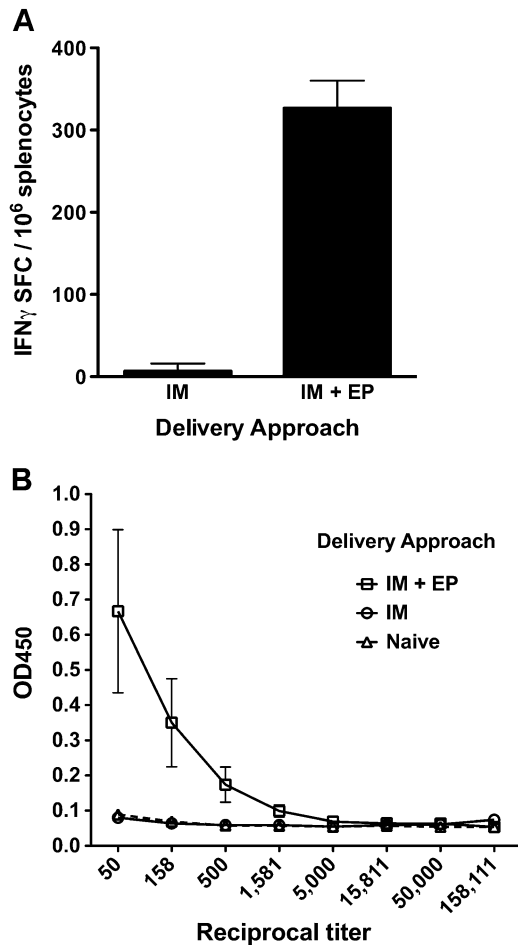 A
400
300
200
100
0
IFNγ SFC / 10⁶ splenocytes
IM
IM + EP
Delivery Approach
B
1.0
0.9
0.8
0.7
0.6
0.5
0.4
0.3
0.2
0.1
0.0
OD450
Delivery Approach
IM + EP
IM
Naive
50
158
500
1,581
5,000
15,811
50,000
158,111
Reciprocal titer